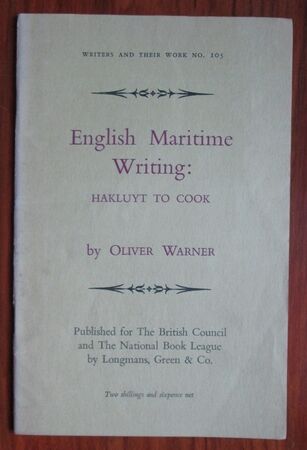 WRITERS AND THEIR WORK NO. 105
English Maritime
Writing:
HAKLUYT TO COOK
by OLIVER WARNER
Published for The British Council
and The National Book League
by Longmans, Green & Co.
Two shillings and sixpence net